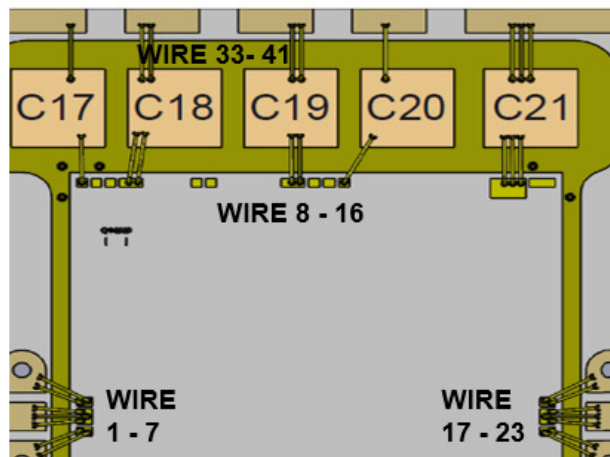 WIRE 33- 41
C17
C18
C19
C20
C21
WIRE 8 - 16
WIRE
1 - 7
WIRE
17 - 23